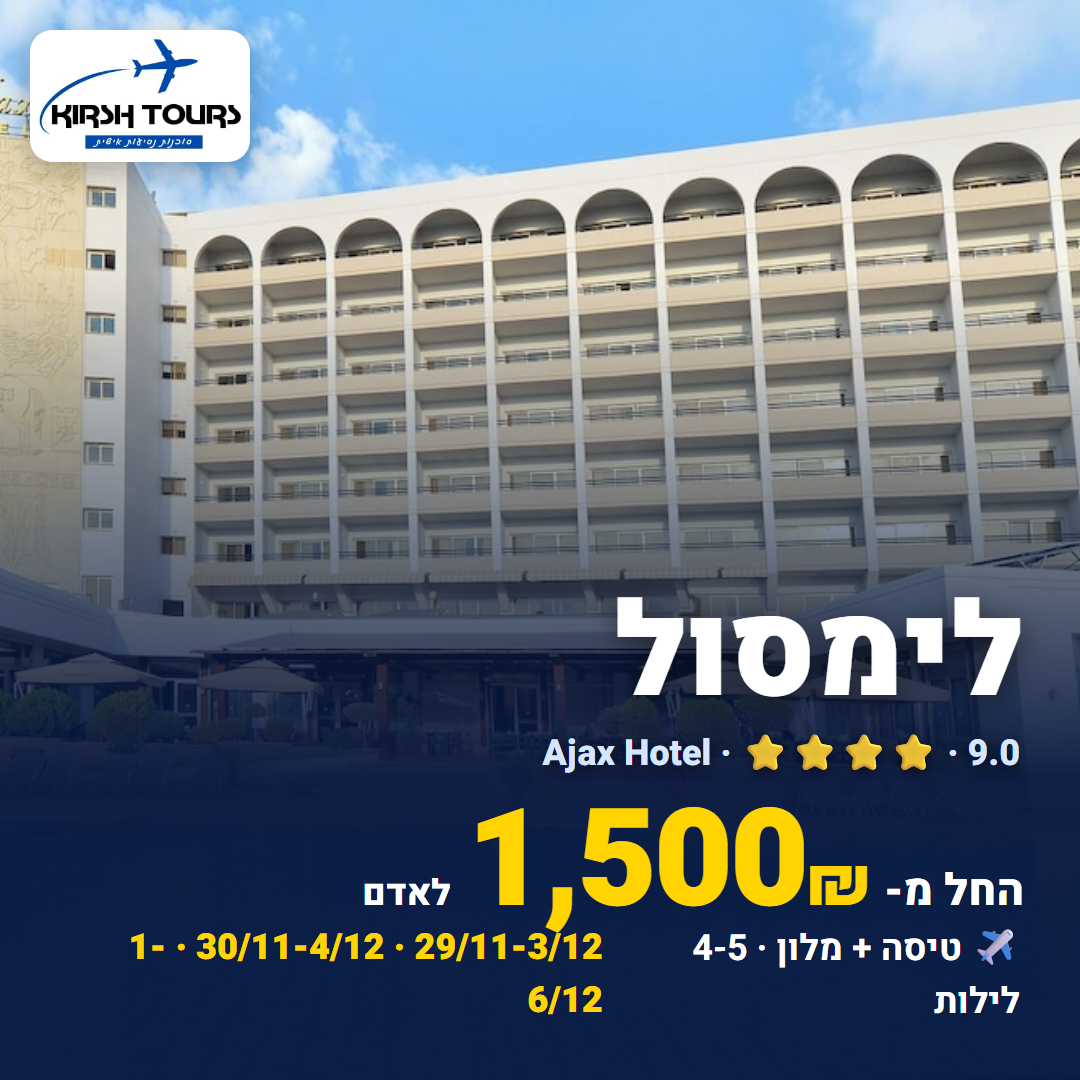 KIRSH TOURS
סוכנות נסיעות אישית
לימסול
9.0 · ⭐⭐⭐⭐ · Ajax Hotel
החל מ- ₪1,500 לאדם
✈️ טיסה + מלון · 4-5 לילות
29/11-3/12 · 30/11-4/12 · 1-6/12